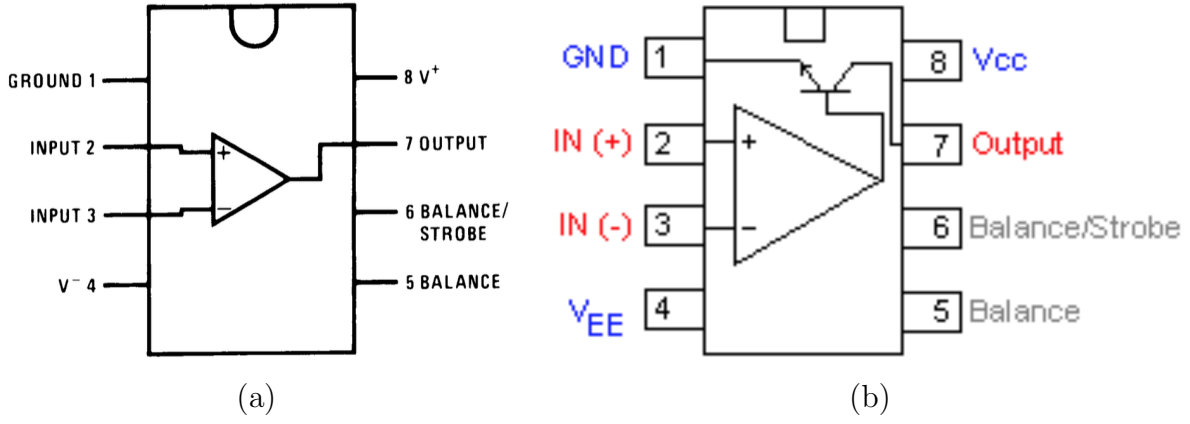 GROUND 1
INPUT 2
INPUT 3
V⁻ 4
8 V⁺
7 OUTPUT
6 BALANCE/
STROBE
5 BALANCE
+
−
(a)
GND 1
IN (+) 2
IN (-) 3
VEE 4
8 Vcc
7 Output
6 Balance/Strobe
5 Balance
+
−
(b)